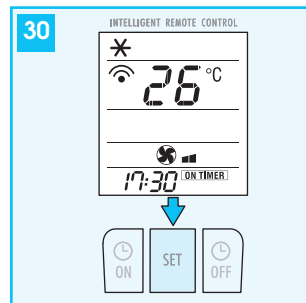 30
INTELLIGENT REMOTE CONTROL
26 °C
17:30 ON TIMER
ON
SET
OFF